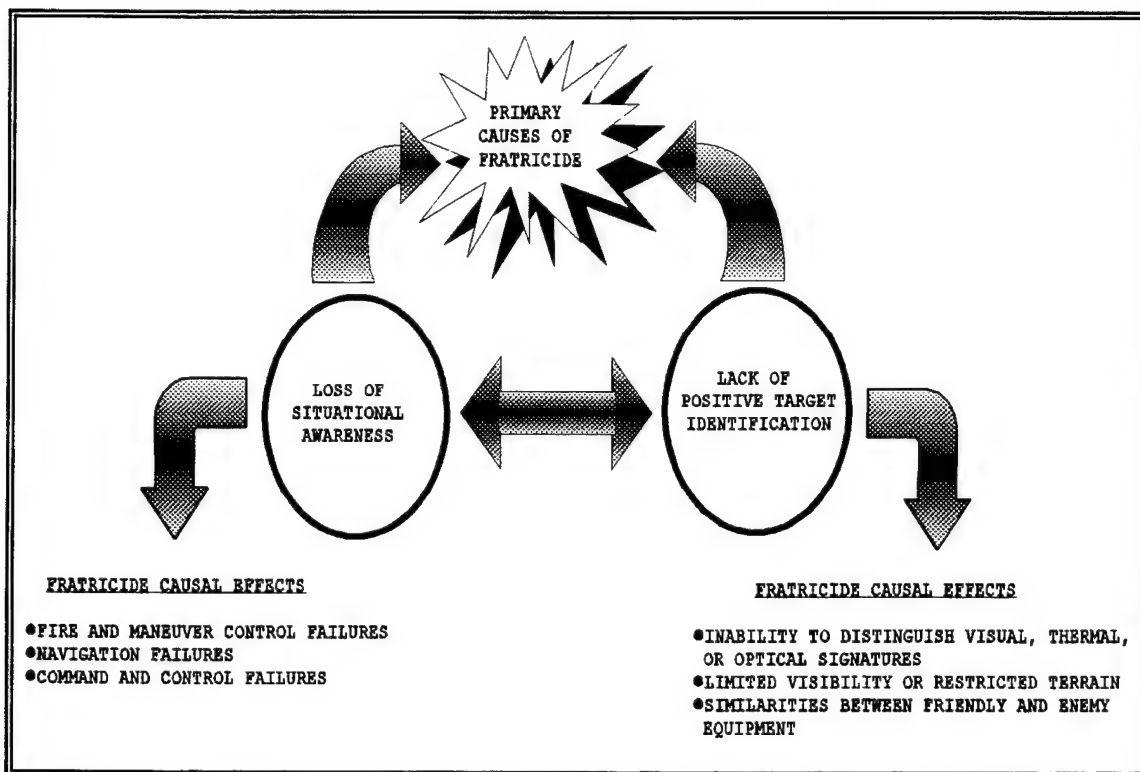 PRIMARY
CAUSES OF
FRATRICIDE
LOSS OF
SITUATIONAL
AWARENESS
LACK OF
POSITIVE TARGET
IDENTIFICATION
FRATRICIDE CAUSAL EFFECTS
●FIRE AND MANEUVER CONTROL FAILURES
●NAVIGATION FAILURES
●COMMAND AND CONTROL FAILURES
FRATRICIDE CAUSAL EFFECTS
●INABILITY TO DISTINGUISH VISUAL, THERMAL,
OR OPTICAL SIGNATURES
●LIMITED VISIBILITY OR RESTRICTED TERRAIN
●SIMILARITIES BETWEEN FRIENDLY AND ENEMY
EQUIPMENT